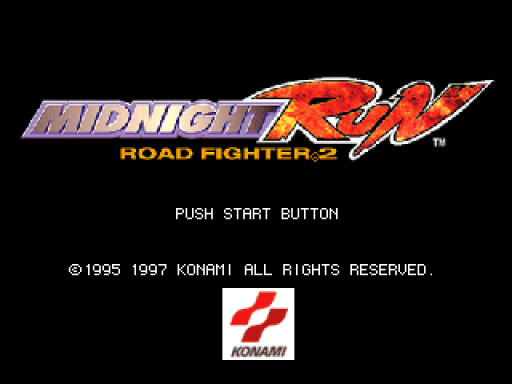 MIDNIGHT RUN ™
ROAD FIGHTER 2
PUSH START BUTTON
©1995 1997 KONAMI ALL RIGHTS RESERVED.
KONAMI